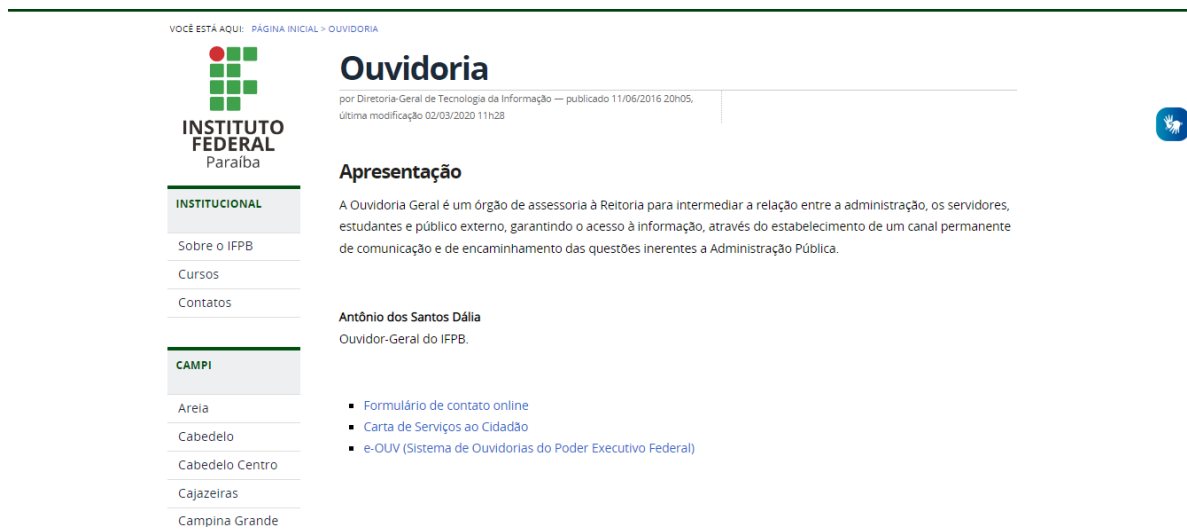 VOCÊ ESTÁ AQUI: PÁGINA INICIAL > OUVIDORIA
INSTITUTO
FEDERAL
Paraíba
INSTITUCIONAL
Sobre o IFPB
Cursos
Contatos
CAMPI
Areia
Cabedelo
Cabedelo Centro
Cajazeiras
Campina Grande
Ouvidoria
por Diretoria-Geral de Tecnologia da Informação — publicado 11/06/2016 20h05,
última modificação 02/03/2020 11h28
Apresentação
A Ouvidoria Geral é um órgão de assessoria à Reitoria para intermediar a relação entre a administração, os servidores,
estudantes e público externo, garantindo o acesso à informação, através do estabelecimento de um canal permanente
de comunicação e de encaminhamento das questões inerentes a Administração Pública.
Antônio dos Santos Dália
Ouvidor-Geral do IFPB.
Formulário de contato online
Carta de Serviços ao Cidadão
e-OUV (Sistema de Ouvidorias do Poder Executivo Federal)